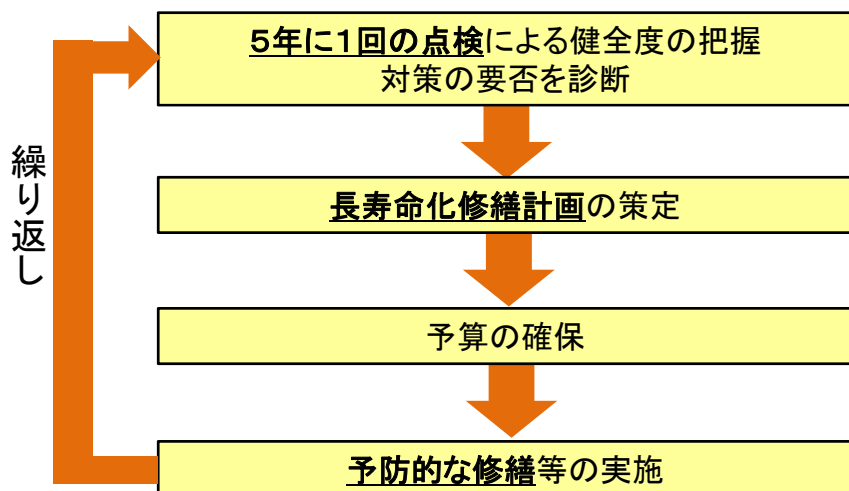 5年に1回の点検による健全度の把握
対策の要否を診断
長寿命化修繕計画の策定
予算の確保
予防的な修繕等の実施
繰り返し